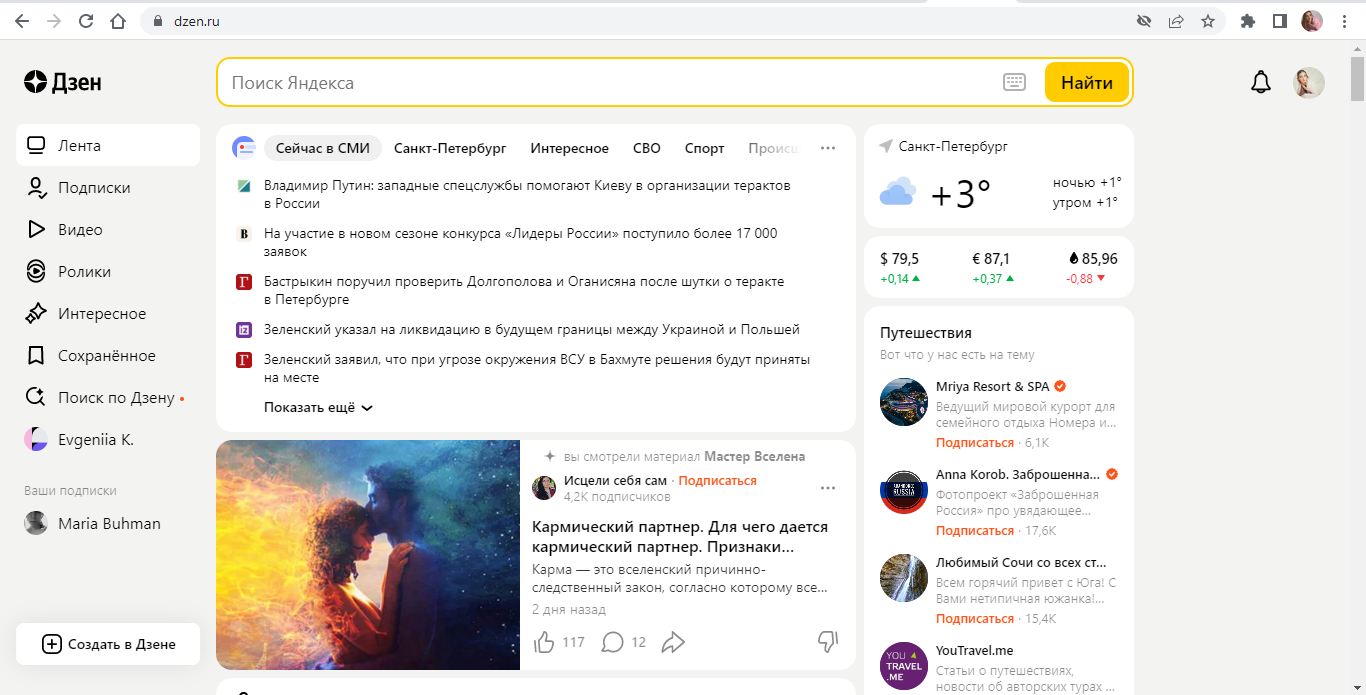 dzen.ru
Дзен
Поиск Яндекса
Найти
Лента
Подписки
Видео
Ролики
Интересное
Сохранённое
Поиск по Дзену
Evgeniia K.
Ваши подписки
Maria Buhman
Создать в Дзене
Сейчас в СМИ Санкт-Петербург Интересное СВО Спорт Происш
Владимир Путин: западные спецслужбы помогают Киеву в организации терактов
в России
На участие в новом сезоне конкурса «Лидеры России» поступило более 17 000
заявок
Бастрыкин поручил проверить Долгополова и Оганисяна после шутки о теракте
в Петербурге
Зеленский указал на ликвидацию в будущем границы между Украиной и Польшей
Зеленский заявил, что при угрозе окружения ВСУ в Бахмуте решения будут приняты
на месте
Показать ещё
вы смотрели материал Мастер Вселена
Исцели себя сам · Подписаться
4,2K подписчиков
Кармический партнер. Для чего дается
кармический партнер. Признаки...
Карма — это вселенский причинно-
следственный закон, согласно которому все...
2 дня назад
117 12
Санкт-Петербург
+3°
ночью +1°
утром +1°
$ 79,5 € 87,1 85,96
+0,14 +0,37 -0,88
Путешествия
Вот что у нас есть на тему
Mriya Resort & SPA
Ведущий мировой курорт для
семейного отдыха Номера и...
Подписаться · 6,1K
ABANDONED
RUSSIA
Anna Korob. Заброшенна...
Фотопроект «Заброшенная
Россия» про увядающее...
Подписаться · 17,6K
Любимый Сочи со всех ст...
Всем горячий привет с Юга! С
Вами нетипичная южанка!...
Подписаться · 15,4K
YOU
TRAVEL
.ME
YouTravel.me
Статьи о путешествиях,
новости об авторских турах ...